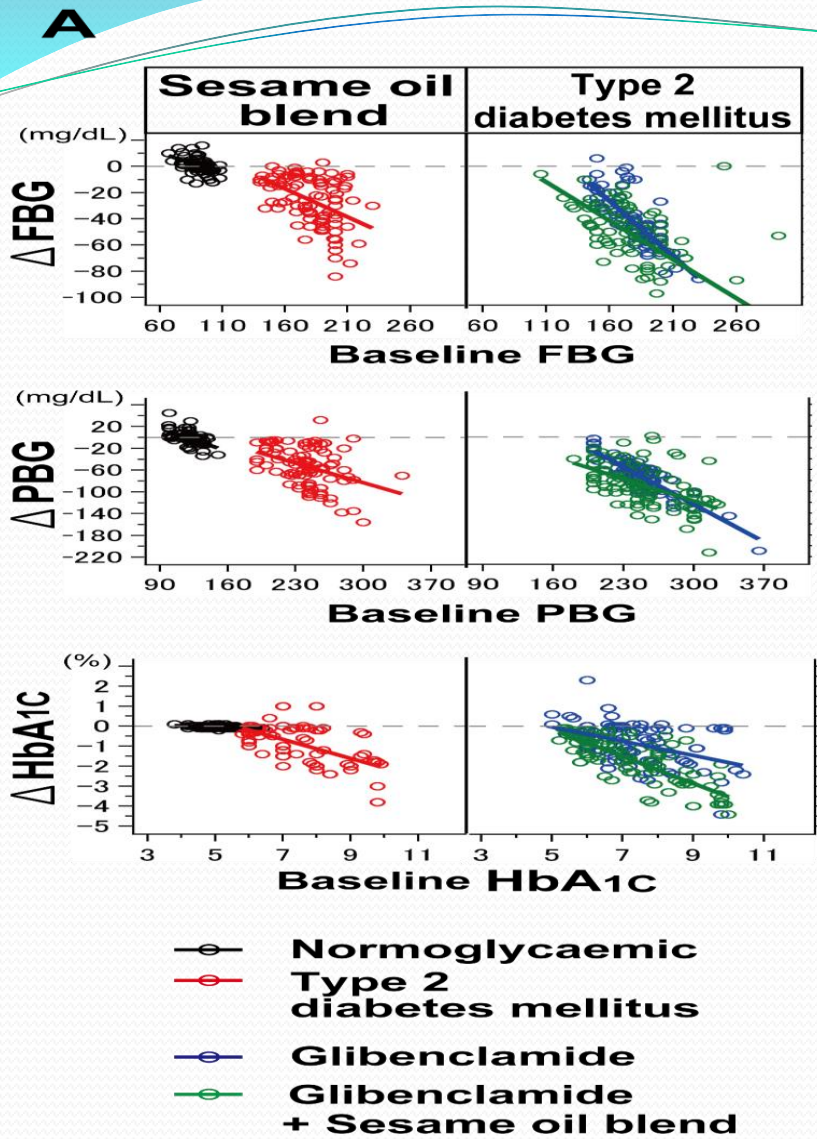 A
Sesame oil
blend
Type 2
diabetes mellitus
(mg/dL)
△FBG
0
-20
-40
-60
-80
-100
60 110 160 210 260 60 110 160 210 260
Baseline FBG
(mg/dL)
△PBG
20
-20
-60
-100
-140
-180
-220
90 160 230 300 370 90 160 230 300 370
Baseline PBG
(%)
△HbA1C
2
1
0
-1
-2
-3
-4
-5
3 5 7 9 11 3 5 7 9 11
Baseline HbA1C
Normoglycaemic
Type 2
diabetes mellitus
Glibenclamide
Glibenclamide
+ Sesame oil blend